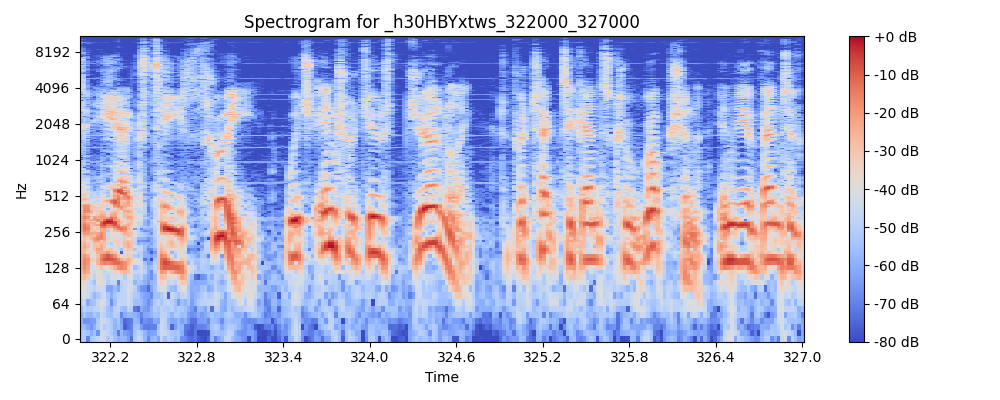 Spectrogram for _h30HBYxtws_322000_327000
8192
4096
2048
1024
512
256
128
64
0
Hz
322.2 322.8 323.4 324.0 324.6 325.2 325.8 326.4 327.0
Time
+0 dB
-10 dB
-20 dB
-30 dB
-40 dB
-50 dB
-60 dB
-70 dB
-80 dB